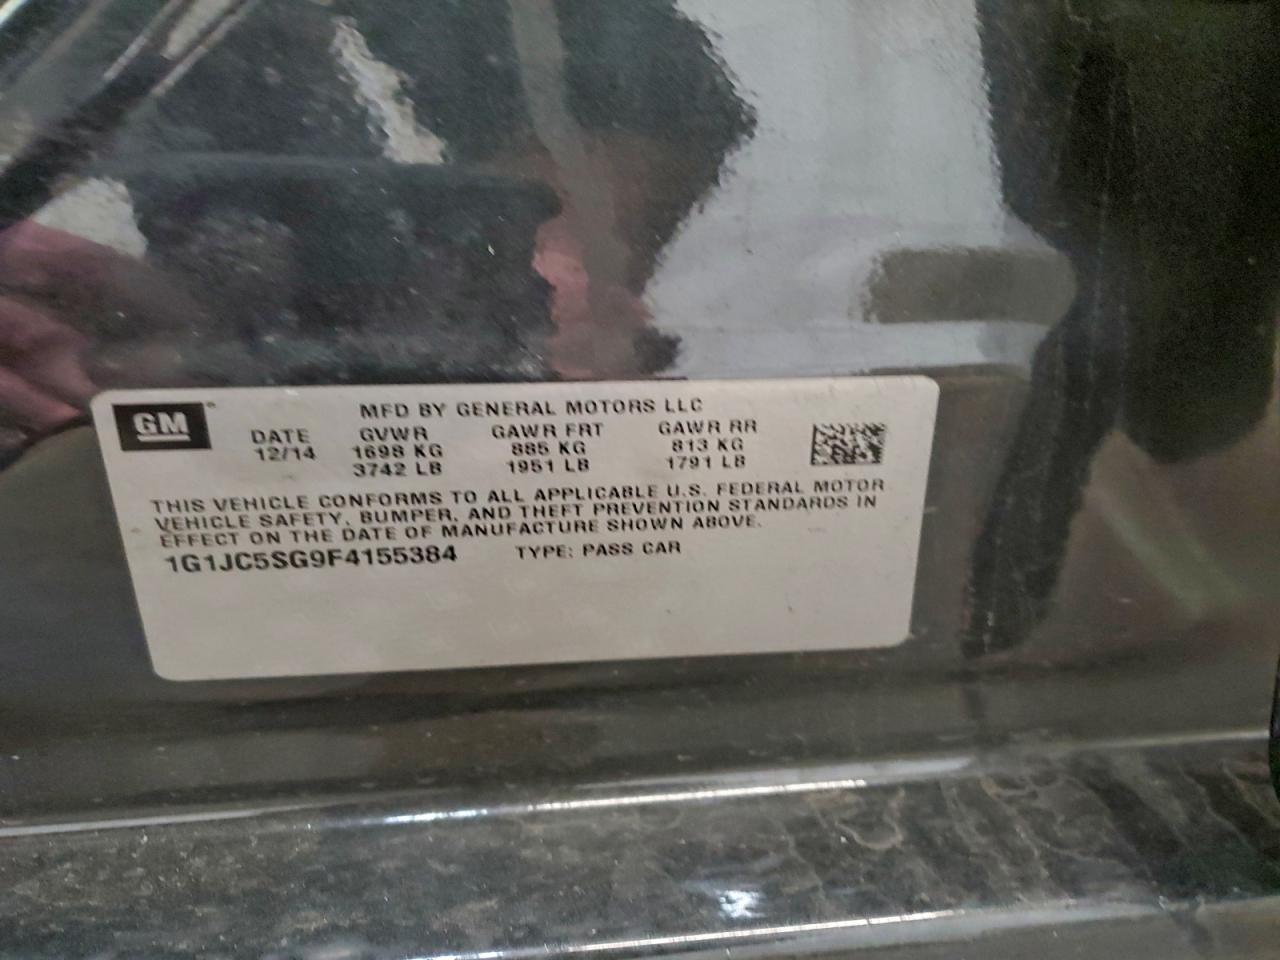 GM
MFD BY GENERAL MOTORS LLC
DATE GVWR GAWR FRT GAWR RR
12/14 1698 KG 885 KG 813 KG
3742 LB 1951 LB 1791 LB
THIS VEHICLE CONFORMS TO ALL APPLICABLE U.S. FEDERAL MOTOR
VEHICLE SAFETY, BUMPER, AND THEFT PREVENTION STANDARDS IN
EFFECT ON THE DATE OF MANUFACTURE SHOWN ABOVE.
1G1JC5SG9F4155384 TYPE: PASS CAR